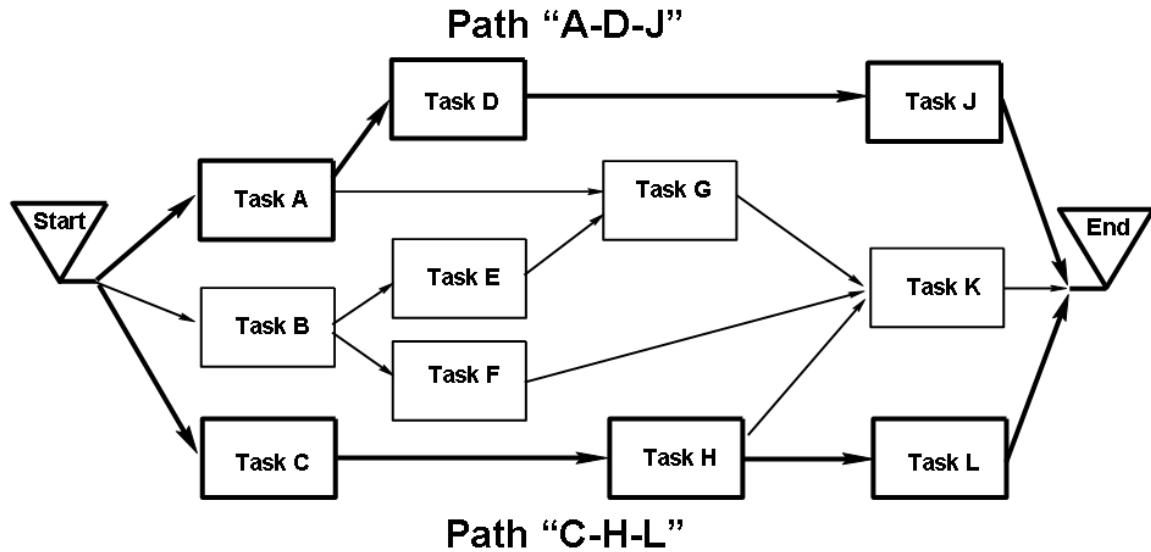 Path “A-D-J”
Task D
Task J
Task A
Task G
Start
End
Task E
Task K
Task B
Task F
Task C
Task H
Task L
Path “C-H-L”